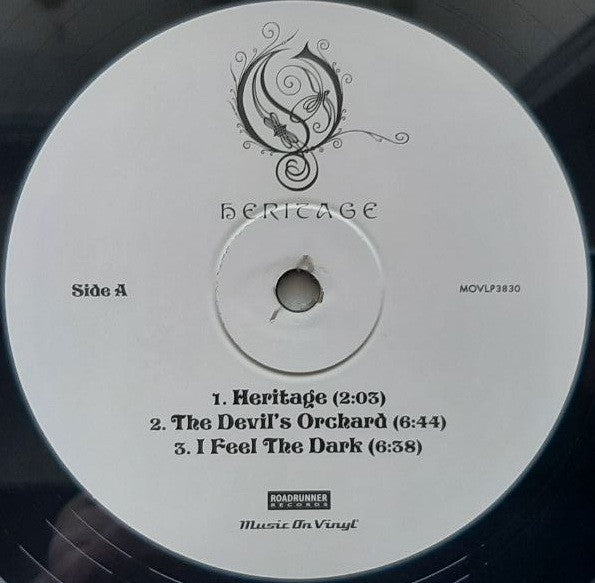 HERITAGE
Side A
MOVLP3830
1. Heritage (2:03)
2. The Devil's Orchard (6:44)
3. I Feel The Dark (6:38)
ROADRUNNER
RECORDS
Music On Vinyl